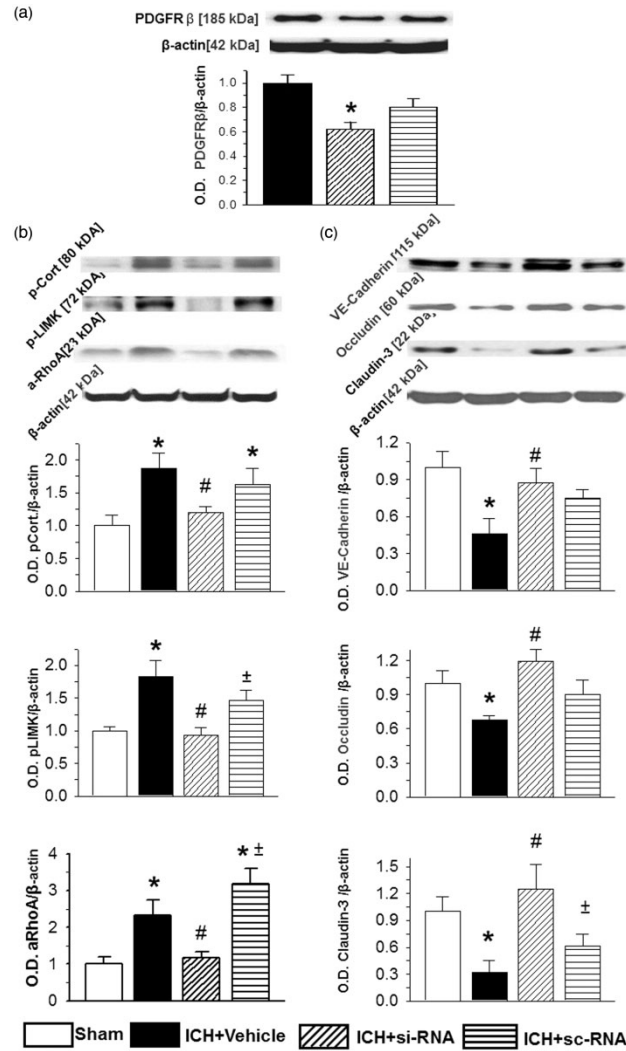 (a)
PDGFR β [185 kDa]
β-actin[42 kDa]
O.D. PDGFRβ/β-actin
1.0
0.8
0.6
0.4
0.2
0.0
*
(b)
p-Cort [80 kDA]
p-LIMK [72 kDA]
a-RhoA[23 kDA]
β-actin[42 kDa]
O.D. pCort./β-actin
2.0
1.5
1.0
0.5
0.0
*
#
*
O.D. pLIMK/β-actin
2.0
1.5
1.0
0.5
0.0
*
#
±
O.D. aRhoA/β-actin
4
3
2
1
0
*
#
* ±
(c)
VE-Cadherin [115 kDa]
Occludin [60 kDa]
Claudin-3 [22 kDa]
β-actin[42 kDa]
O.D. VE-Cadherin /β-actin
1.2
0.9
0.6
0.3
0.0
*
#
O.D. Occludin /β-actin
1.2
0.9
0.6
0.3
0.0
*
#
O.D. Claudin-3 /β-actin
1.5
1.2
0.9
0.6
0.3
0.0
*
#
±
Sham
ICH+Vehicle
ICH+si-RNA
ICH+sc-RNA